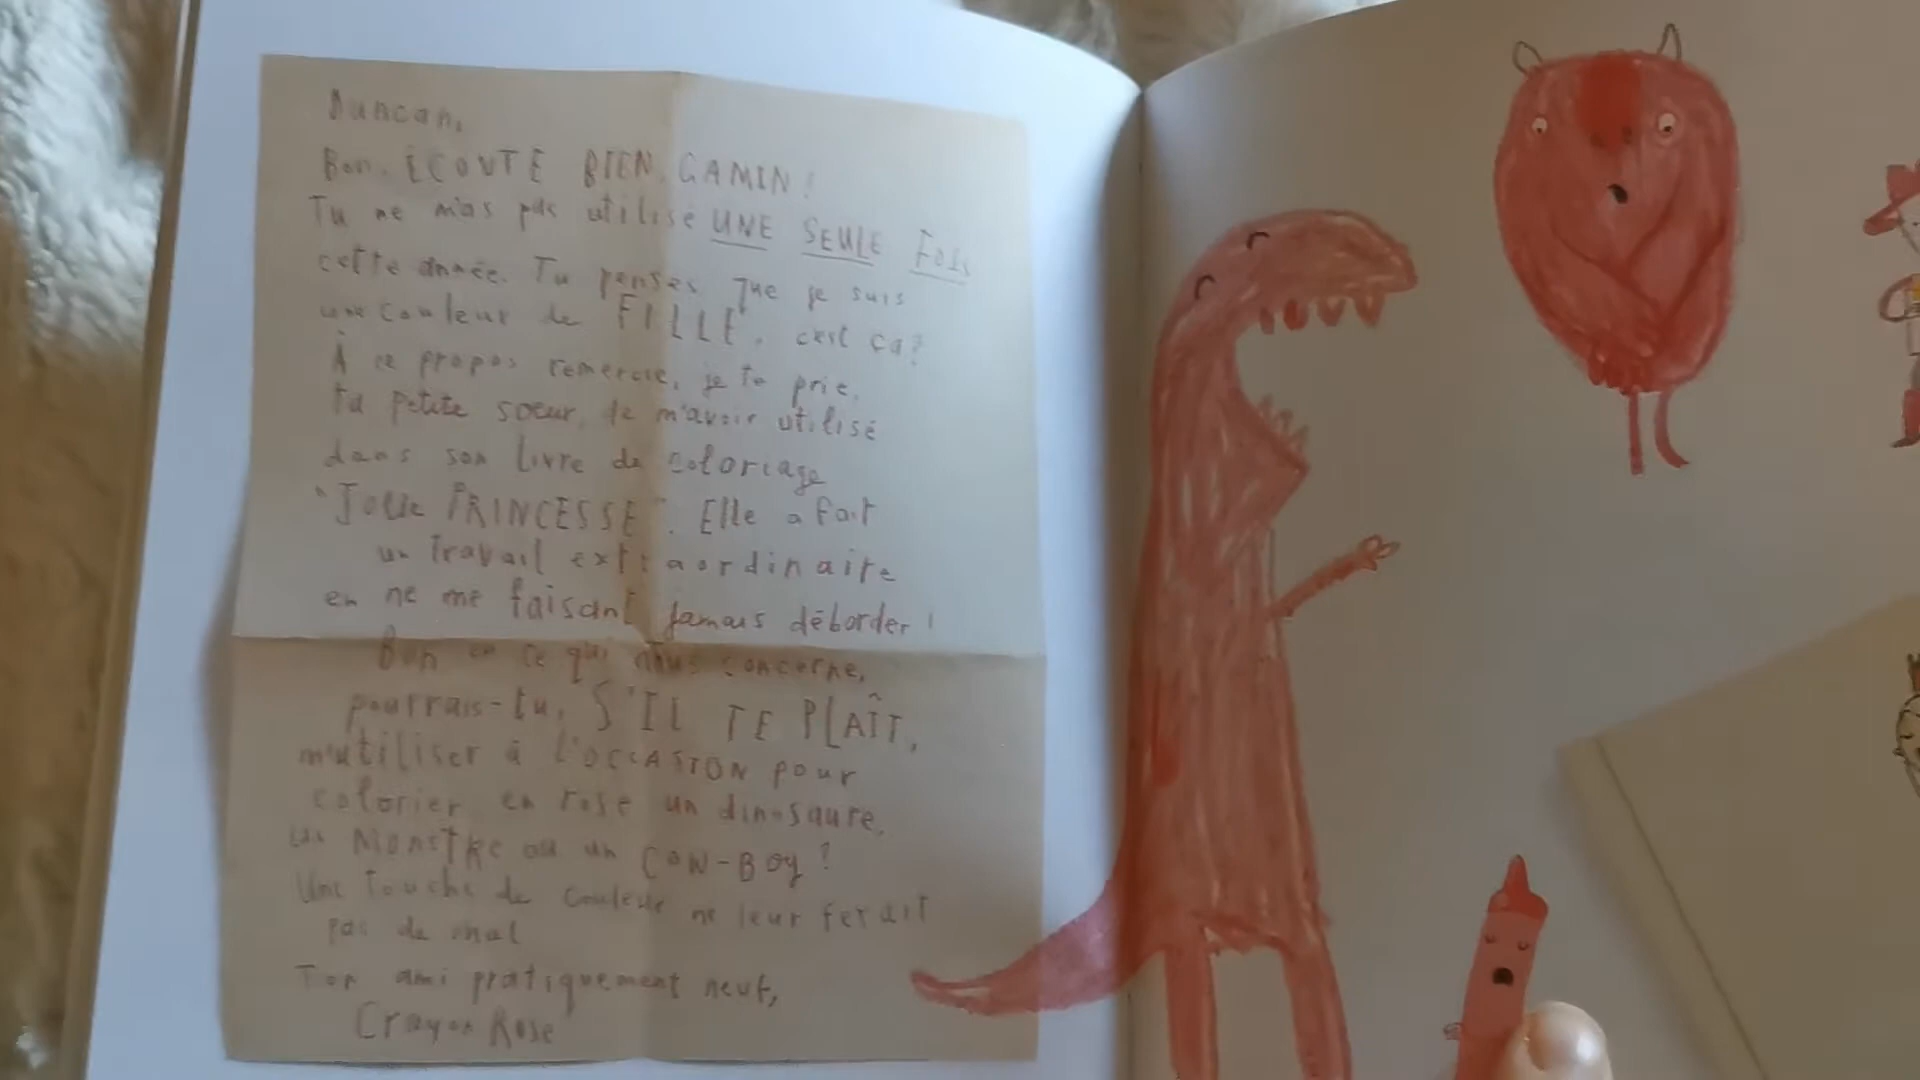 Duncan,
Bon, ÉCOUTE BIEN, GAMIN !
Tu ne m'as pas utilisé UNE SEULE FOIS
cette année. Tu penses que je suis
une couleur de FILLE, c'est ça ?
À ce propos remercie, je te prie,
ta petite sœur, de m'avoir utilisé
dans son livre de coloriage
"Jolie PRINCESSE". Elle a fait
un travail extraordinaire
en ne me faisant jamais déborder !
Bon en ce qui nous concerne,
pourrais-tu, S'IL TE PLAÎT,
m'utiliser à l'OCCASION pour
colorier en rose un dinosaure,
un MONSTRE ou un COW-BOY ?
Une touche de couleur ne leur ferait
pas de mal
Ton ami pratiquement neuf,
Crayon Rose